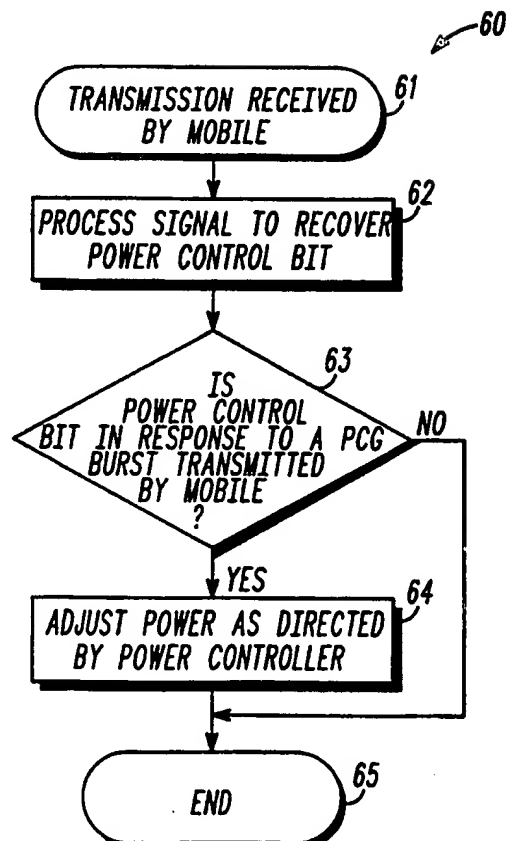 60
TRANSMISSION RECEIVED
BY MOBILE
61
PROCESS SIGNAL TO RECOVER
POWER CONTROL BIT
62
63
IS
POWER CONTROL
BIT IN RESPONSE TO A PCG
BURST TRANSMITTED
BY MOBILE
?
NO
YES
64
ADJUST POWER AS DIRECTED
BY POWER CONTROLLER
END
65